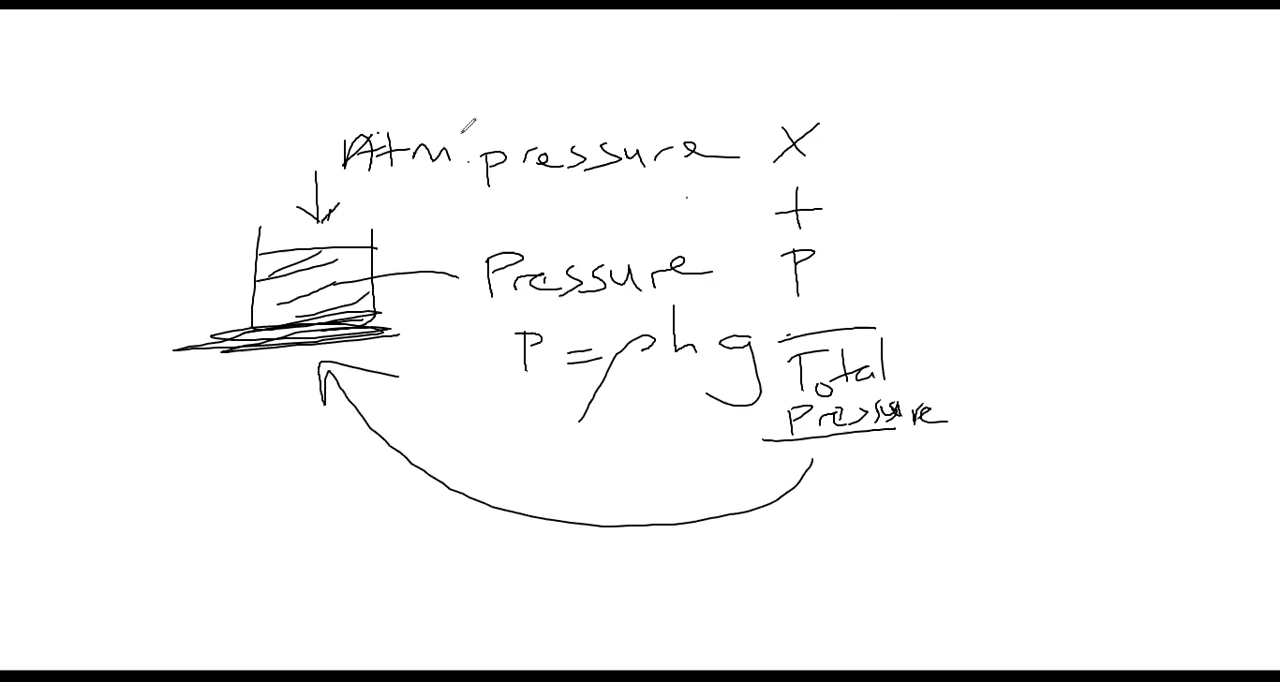 Atm. pressure X
+
Pressure P
P = ρhg
Total
Pressure